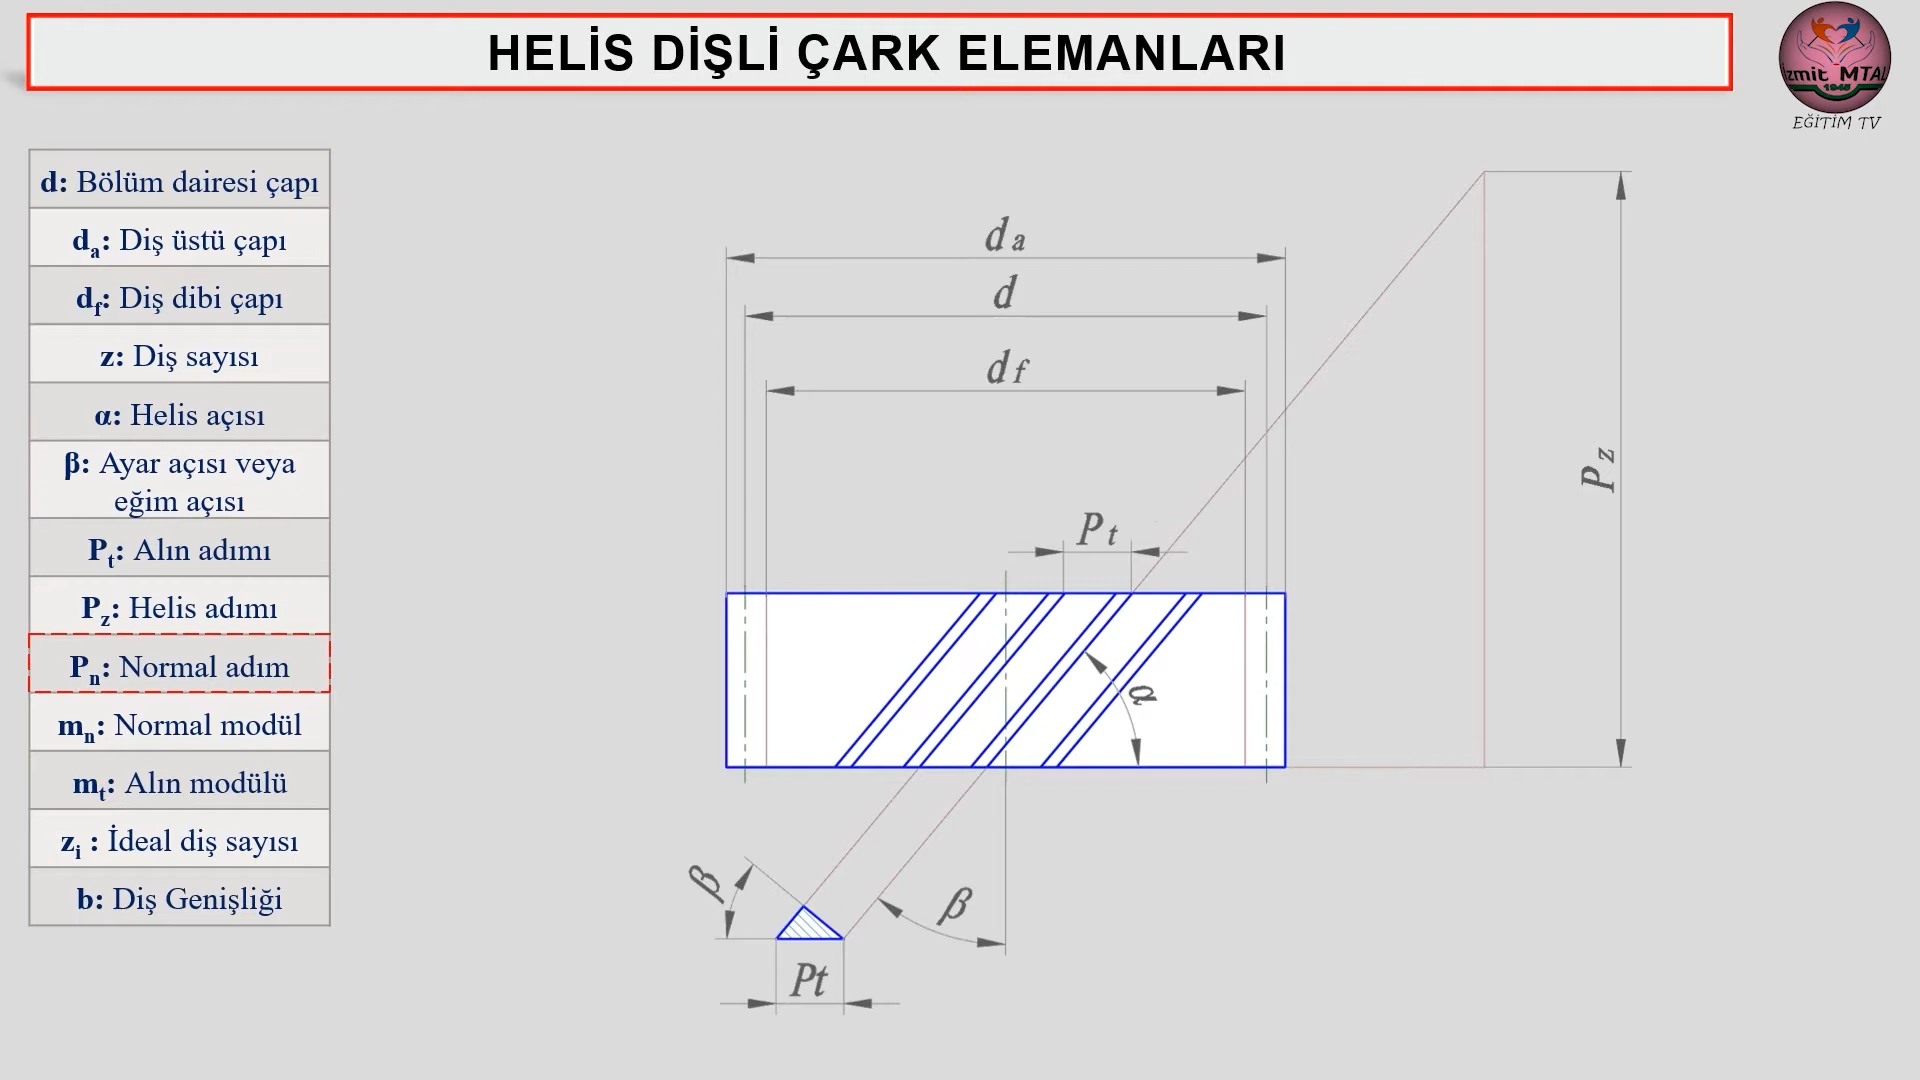 HELİS DİŞLİ ÇARK ELEMANLARI
İzmit MTAL
1945
EĞİTİM TV
d: Bölüm dairesi çapı
da: Diş üstü çapı
df: Diş dibi çapı
z: Diş sayısı
α: Helis açısı
β: Ayar açısı veya
eğim açısı
Pt: Alın adımı
Pz: Helis adımı
Pn: Normal adım
mn: Normal modül
mt: Alın modülü
zi : İdeal diş sayısı
b: Diş Genişliği
da
d
df
Pz
Pt
α
β
β
Pt